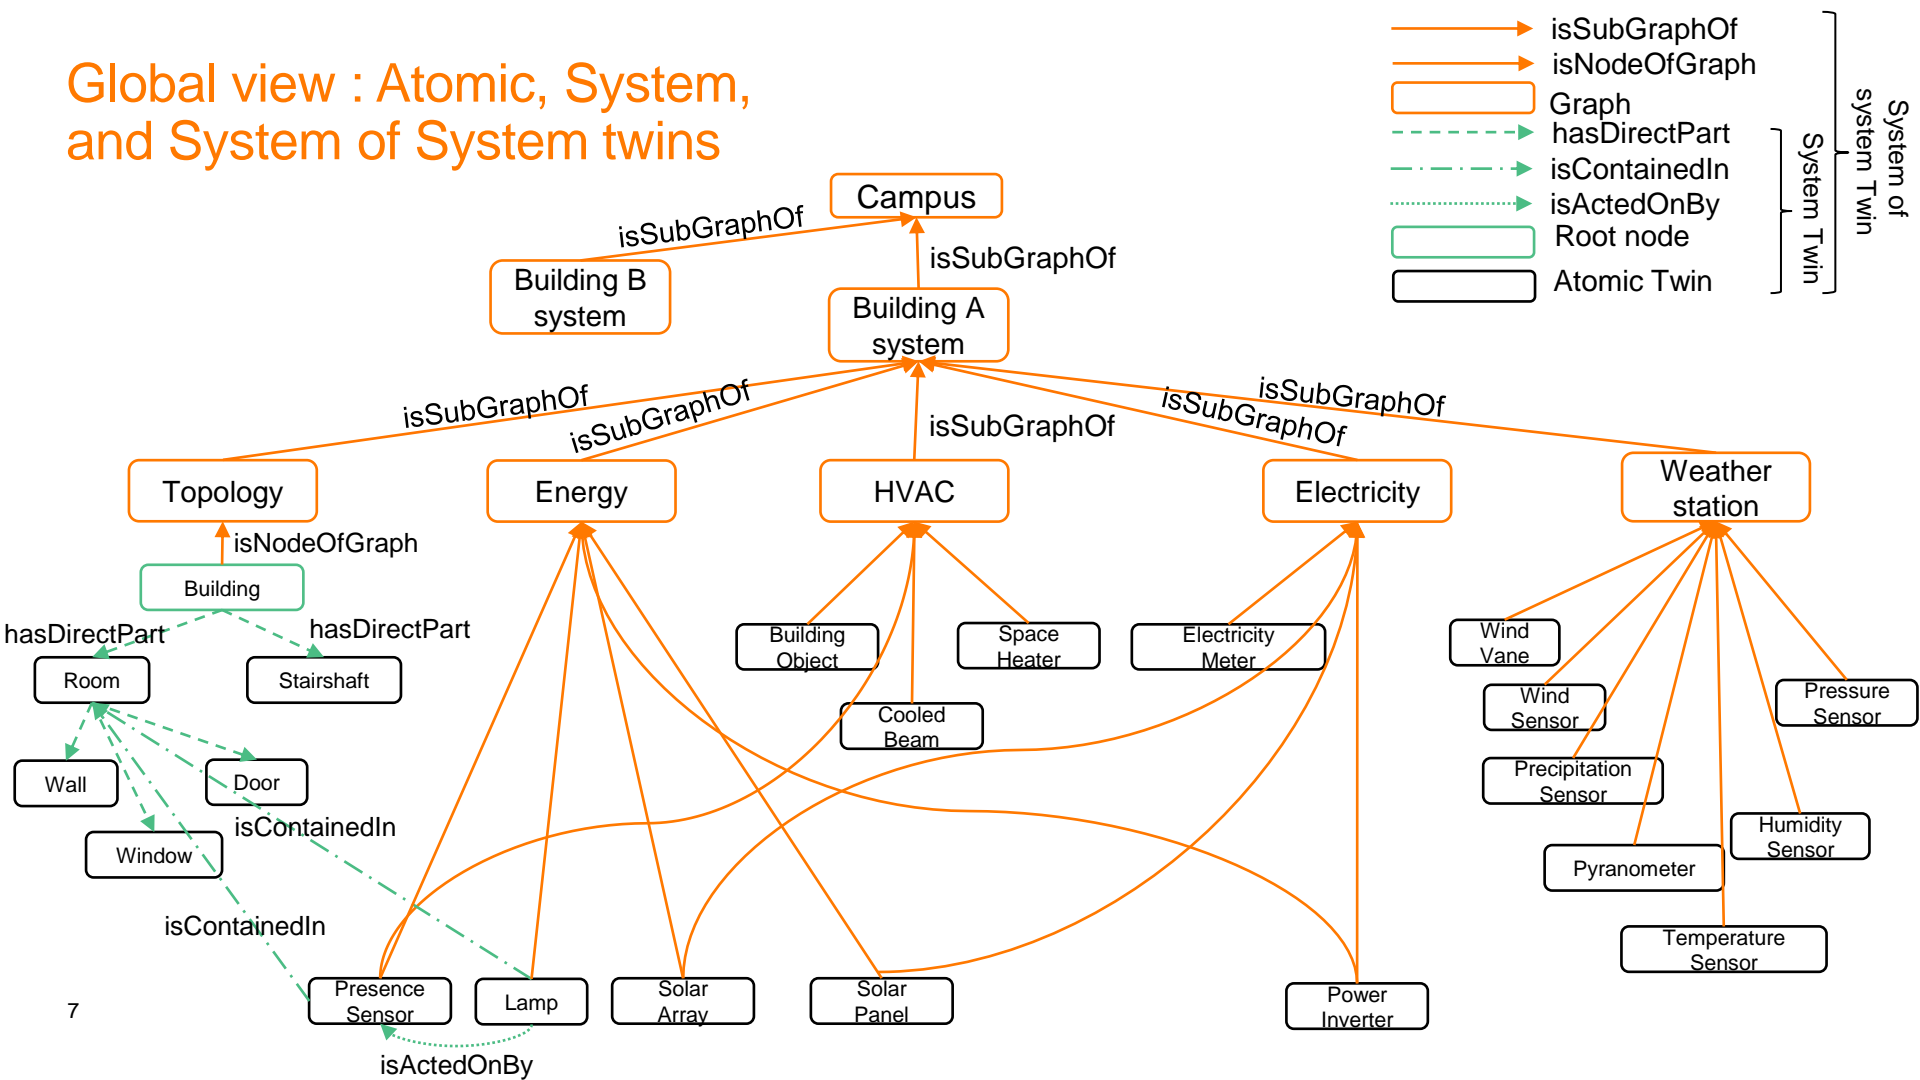 Global view : Atomic, System,
and System of System twins
isSubGraphOf
isNodeOfGraph
Graph
hasDirectPart
isContainedIn
isActedOnBy
Root node
Atomic Twin
System Twin
System of
system Twin
Campus
isSubGraphOf
isSubGraphOf
Building B
system
Building A
system
isSubGraphOf
isSubGraphOf
isSubGraphOf
isSubGraphOf
isSubGraphOf
Topology
Energy
HVAC
Electricity
Weather
station
isNodeOfGraph
Building
hasDirectPart
hasDirectPart
Room
Stairshaft
Building
Object
Space
Heater
Electricity
Meter
Wind
Vane
Wind
Sensor
Pressure
Sensor
Cooled
Beam
Wall
Door
Precipitation
Sensor
isContainedIn
Humidity
Sensor
Window
Pyranometer
isContainedIn
Temperature
Sensor
Presence
Sensor
Lamp
Solar
Array
Solar
Panel
Power
Inverter
7
isActedOnBy